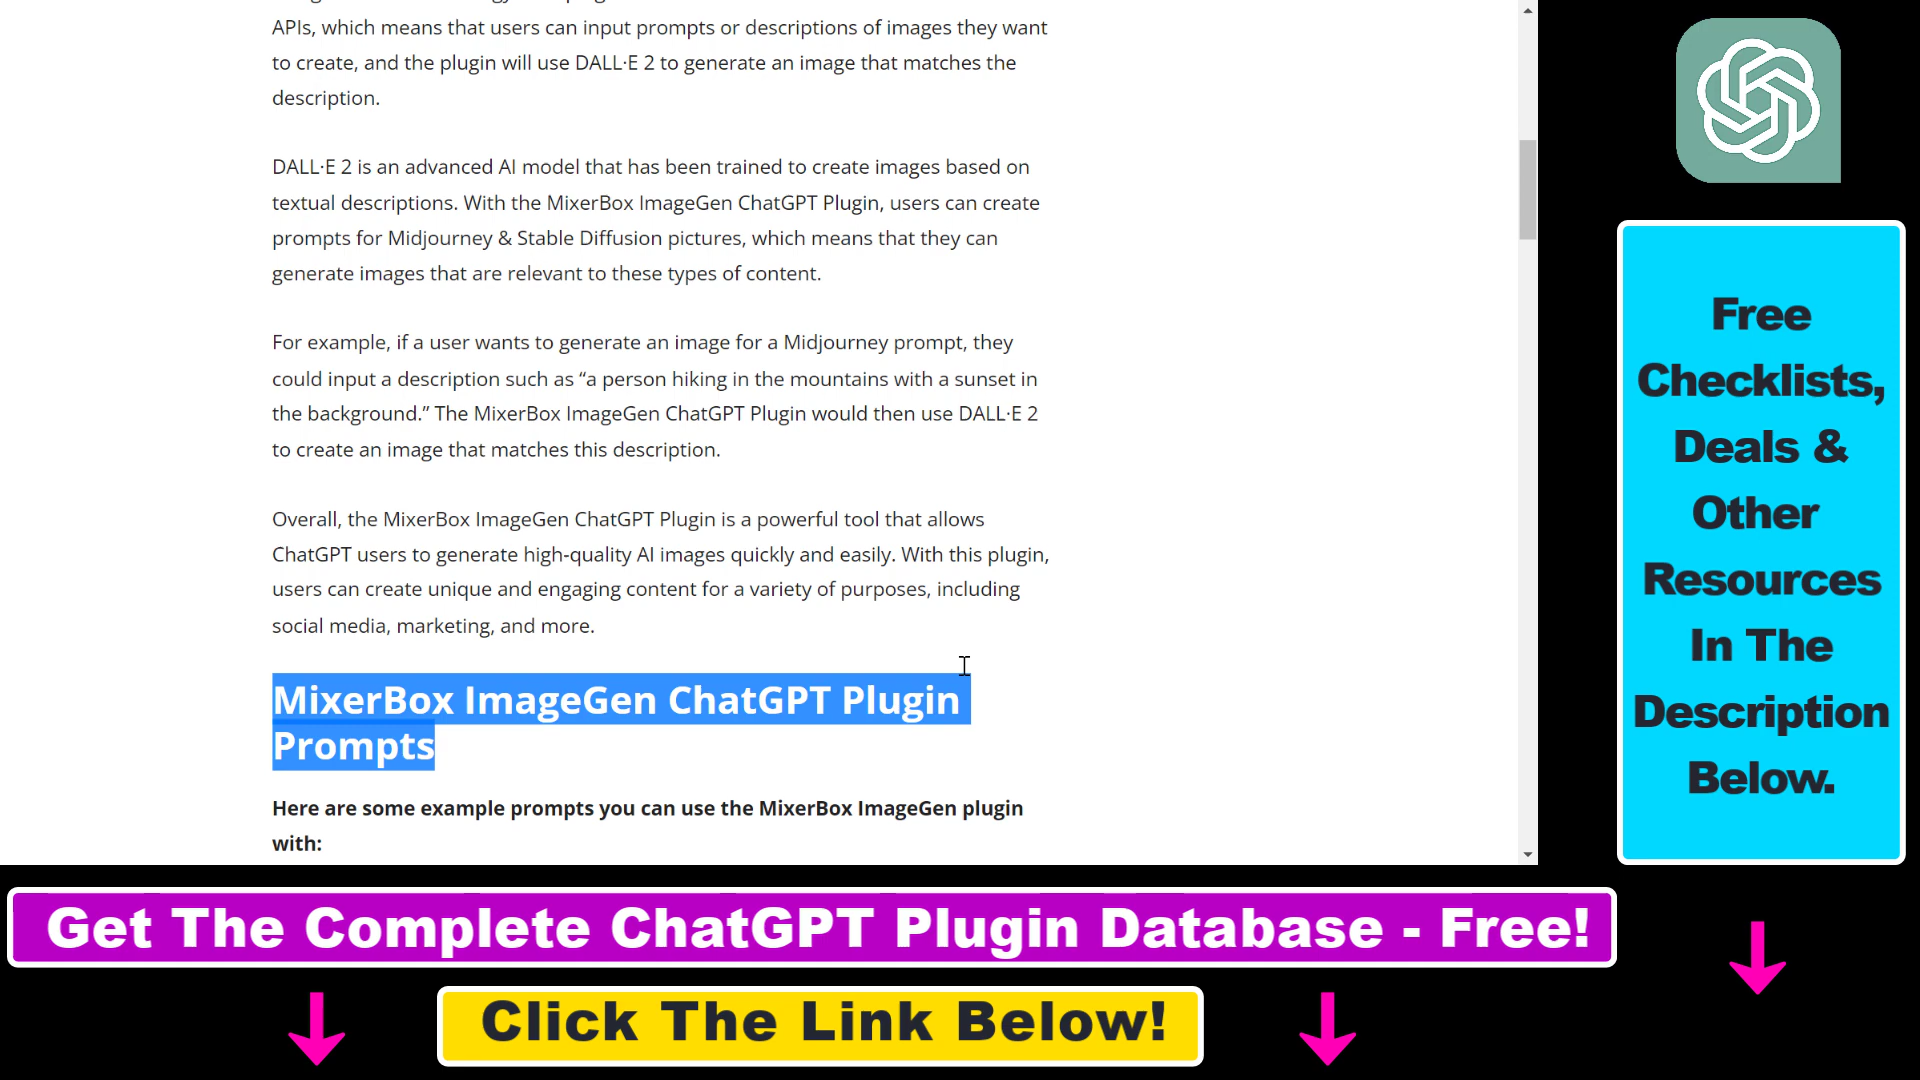 APIs, which means that users can input prompts or descriptions of images they want
to create, and the plugin will use DALL·E 2 to generate an image that matches the
description.
DALL·E 2 is an advanced AI model that has been trained to create images based on
textual descriptions. With the MixerBox ImageGen ChatGPT Plugin, users can create
prompts for Midjourney & Stable Diffusion pictures, which means that they can
generate images that are relevant to these types of content.
For example, if a user wants to generate an image for a Midjourney prompt, they
could input a description such as “a person hiking in the mountains with a sunset in
the background.” The MixerBox ImageGen ChatGPT Plugin would then use DALL·E 2
to create an image that matches this description.
Overall, the MixerBox ImageGen ChatGPT Plugin is a powerful tool that allows
ChatGPT users to generate high-quality AI images quickly and easily. With this plugin,
users can create unique and engaging content for a variety of purposes, including
social media, marketing, and more.
MixerBox ImageGen ChatGPT Plugin
Prompts
Here are some example prompts you can use the MixerBox ImageGen plugin
with:
Free
Checklists,
Deals &
Other
Resources
In The
Description
Below.
Get The Complete ChatGPT Plugin Database - Free!
Click The Link Below!